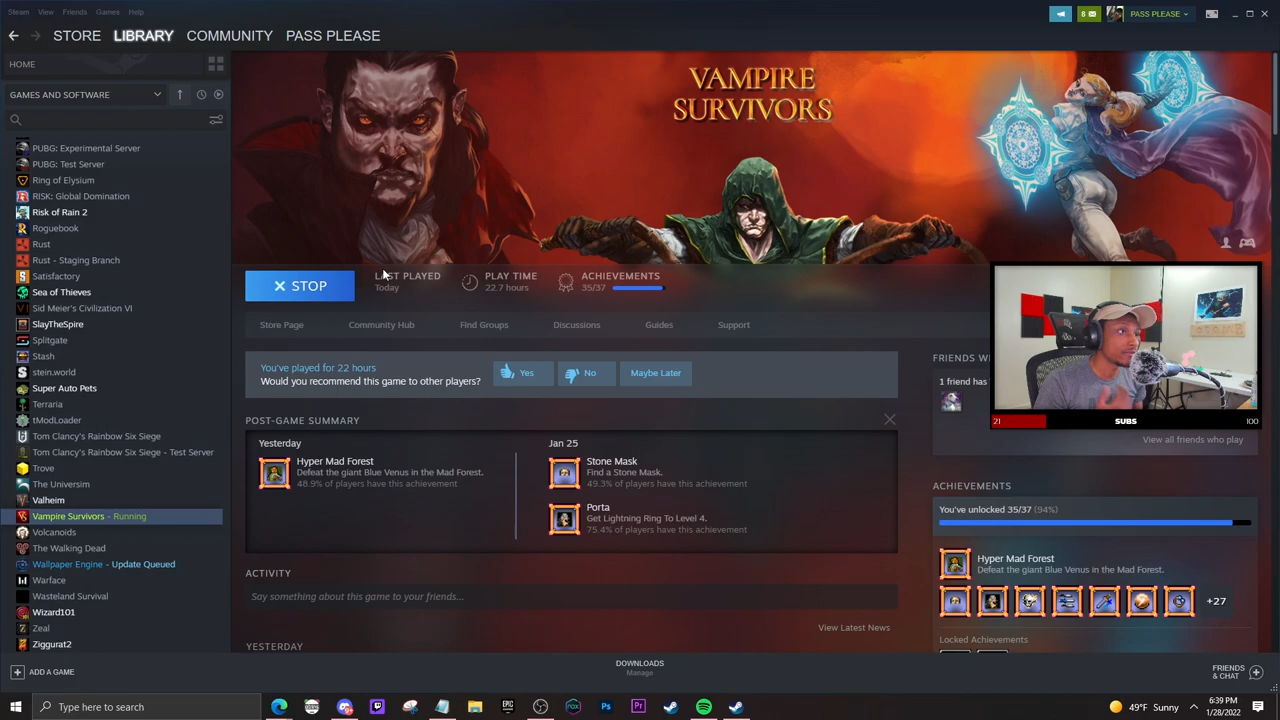 Steam View Friends Games Help
8
PASS PLEASE
STORE LIBRARY COMMUNITY PASS PLEASE
HOME
GAMES AND SOFTWARE
PUBG: Experimental Server
PUBG: Test Server
Ring of Elysium
RISK: Global Domination
Risk of Rain 2
Roguebook
Rust
Rust - Staging Branch
Satisfactory
Sea of Thieves
Sid Meier's Civilization VI
SlayTheSpire
Splitgate
Stash
stein.world
Super Auto Pets
Terraria
tModLoader
Tom Clancy's Rainbow Six Siege
Tom Clancy's Rainbow Six Siege - Test Server
Trove
The Universim
Valheim
Vampire Survivors - Running
Volcanoids
The Walking Dead
Wallpaper Engine - Update Queued
Warface
Wasteland Survival
Wizard101
Zeal
Ziggurat2
ADD A GAME
VAMPIRE
SURVIVORS
STOP
LAST PLAYED
Today
PLAY TIME
22.7 hours
ACHIEVEMENTS
35/37
Store Page Community Hub Find Groups Discussions Guides Support
You've played for 22 hours
Would you recommend this game to other players?
Yes No Maybe Later
POST-GAME SUMMARY
Yesterday
Hyper Mad Forest
Defeat the giant Blue Venus in the Mad Forest.
48.9% of players have this achievement
Jan 25
Stone Mask
Find a Stone Mask.
49.3% of players have this achievement
Porta
Get Lightning Ring To Level 4.
75.4% of players have this achievement
ACTIVITY
Say something about this game to your friends...
View Latest News
YESTERDAY
FRIENDS W
1 friend has
21 SUBS 100
View all friends who play
ACHIEVEMENTS
You've unlocked 35/37 (94%)
Hyper Mad Forest
Defeat the giant Blue Venus in the Mad Forest.
+27
Locked Achievements
DOWNLOADS
Manage
FRIENDS
& CHAT
Type here to search
49°F Sunny
6:39 PM
1/28/2022